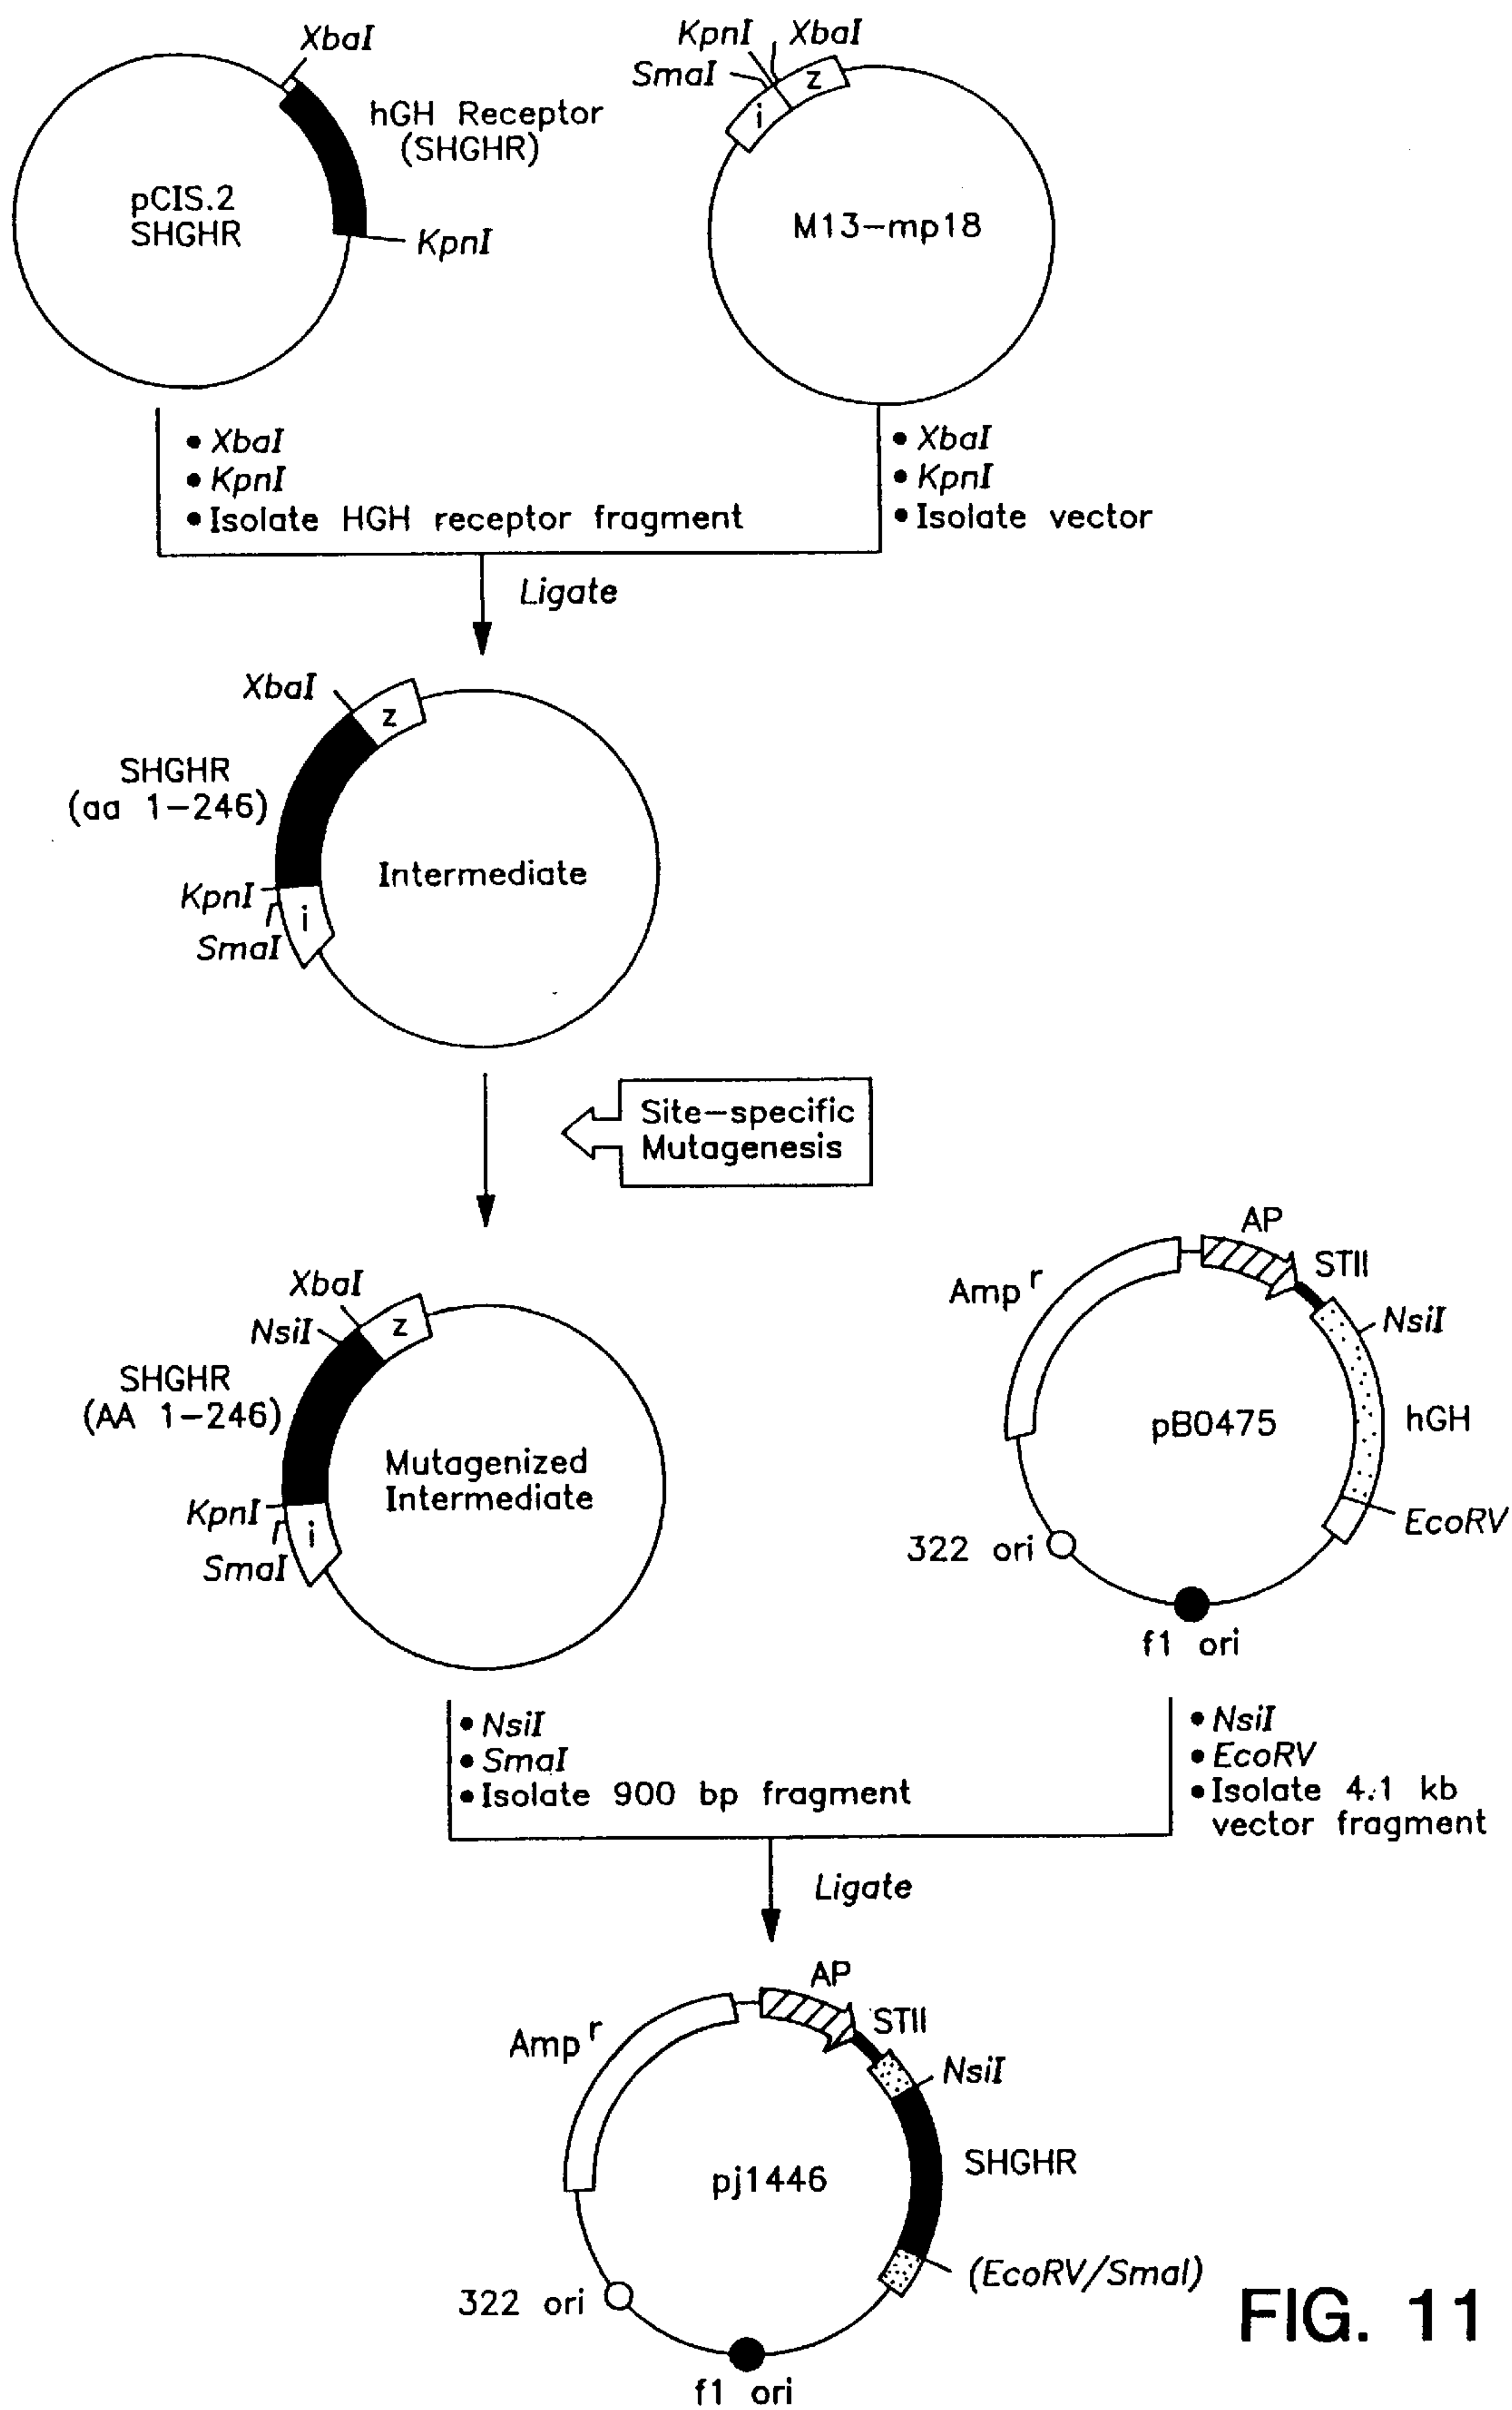 XbaI
hGH Receptor
(SHGHR)
pCIS.2
SHGHR
KpnI
KpnI
XbaI
SmaI
z
i
M13-mp18
• XbaI
• KpnI
• Isolate HGH receptor fragment
• XbaI
• KpnI
• Isolate vector
Ligate
XbaI
z
SHGHR
(aa 1-246)
Intermediate
KpnI
i
SmaI
Site-specific
Mutagenesis
XbaI
NsiI
z
SHGHR
(AA 1-246)
Mutagenized
Intermediate
KpnI
i
SmaI
AP
STII
Amp r
NsiI
pB0475
hGH
EcoRV
322 ori
f1 ori
• NsiI
• SmaI
• Isolate 900 bp fragment
• NsiI
• EcoRV
• Isolate 4.1 kb
vector fragment
Ligate
AP
STII
Amp r
NsiI
pj1446
SHGHR
(EcoRV/SmaI)
322 ori
f1 ori
FIG. 11